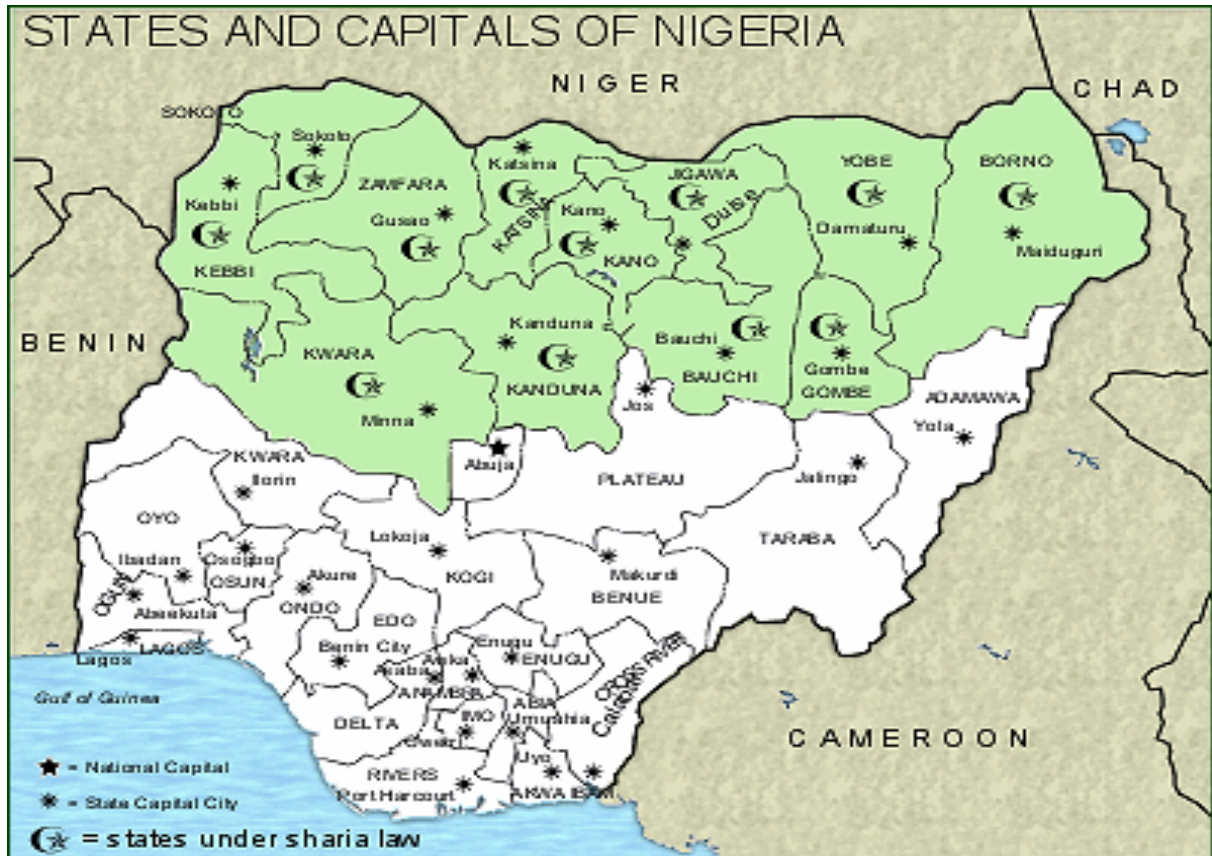 STATES AND CAPITALS OF NIGERIA
NIGER
CHAD
SOKOTO
Sokoto
Katsina
YOBE
BORNO
JIGAWA
ZAMFARA
Kabbi
Gusao
KATSINA
Kano
Dutse
Damaturu
Maiduguri
KANO
KEBBI
BENIN
Kanduna
KWARA
Bauchi
KANDUNA
BAUCHI
Gombe
GOMBE
Minna
Jos
ADAMAWA
Yola
KWARA
Ilorin
Abuja
PLATEAU
Jalingo
OYO
Lokoja
TARABA
Ibadan
Osogbo
OSUN
Akure
KOGI
Makurdi
BENUE
OGUN
Abeekuta
ONDO
EDO
Benin City
Enugu
ENUGU
CROSS RIVER
Lagos
LAGOS
Asaba
Awka
ANAMBRA
Calabar
Gulf of Guinea
DELTA
IMO
ABIA
Umuahia
Owerri
CAMEROON
Uyo
= National Capital
RIVERS
Port Harcourt
AKWA IBAM
= State Capital City
= states under sharia law